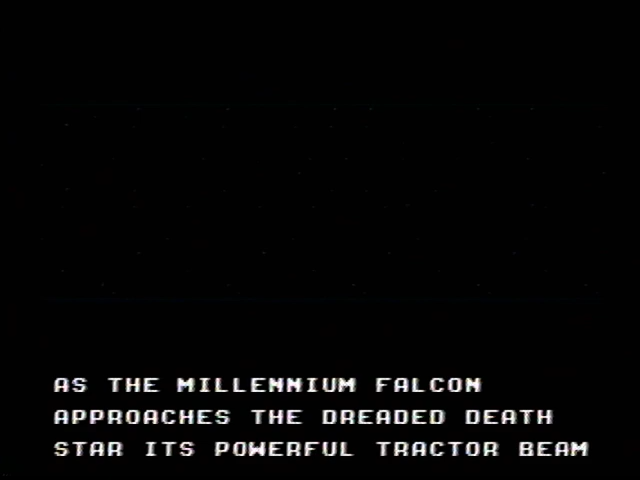 AS THE MILLENNIUM FALCON
APPROACHES THE DREADED DEATH
STAR ITS POWERFUL TRACTOR BEAM